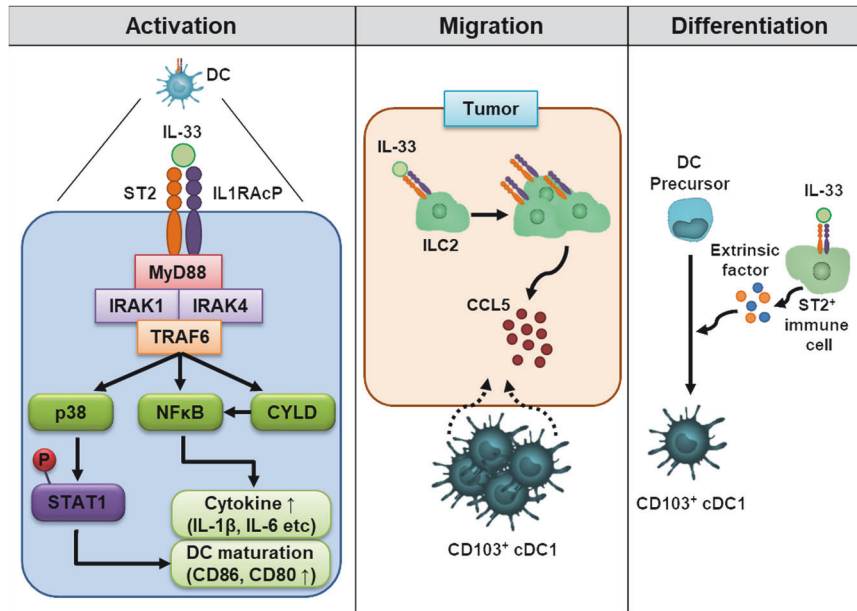 Activation
Migration
Differentiation
DC
IL-33
ST2
IL1RAcP
MyD88
IRAK1
IRAK4
TRAF6
p38
NFκB
CYLD
P
STAT1
Cytokine ↑
(IL-1β, IL-6 etc)
DC maturation
(CD86, CD80 ↑)
Tumor
IL-33
ILC2
CCL5
CD103⁺ cDC1
DC
Precursor
IL-33
Extrinsic
factor
ST2⁺
immune
cell
CD103⁺ cDC1